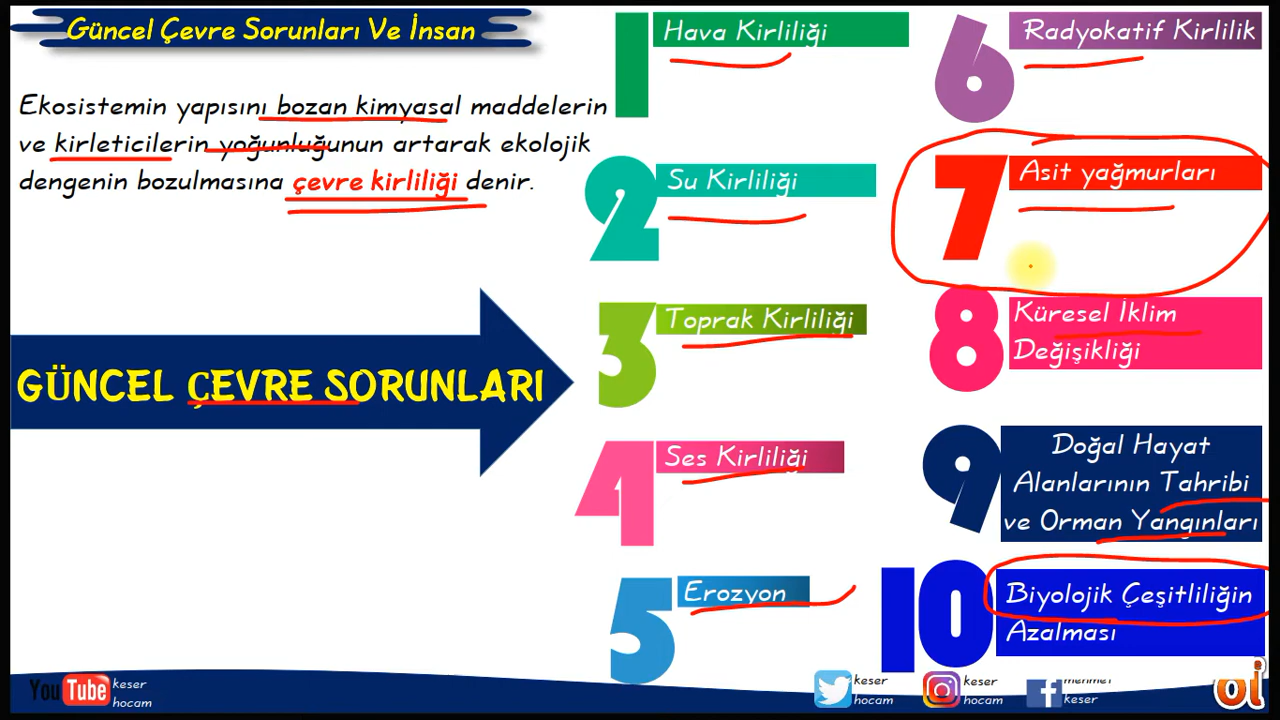 Güncel Çevre Sorunları Ve İnsan
Ekosistemin yapısını bozan kimyasal maddelerin
ve kirleticilerin yoğunluğunun artarak ekolojik
dengenin bozulmasına çevre kirliliği denir.
GÜNCEL ÇEVRE SORUNLARI
1 Hava Kirliliği
2 Su Kirliliği
3 Toprak Kirliliği
4 Ses Kirliliği
5 Erozyon
6 Radyokatif Kirlilik
7 Asit yağmurları
8 Küresel İklim
Değişikliği
9 Doğal Hayat
Alanlarının Tahribi
ve Orman Yangınları
10 Biyolojik Çeşitliliğin
Azalması
YouTube keser
hocam
keser
hocam
keser
hocam
mehmet
keser
oi